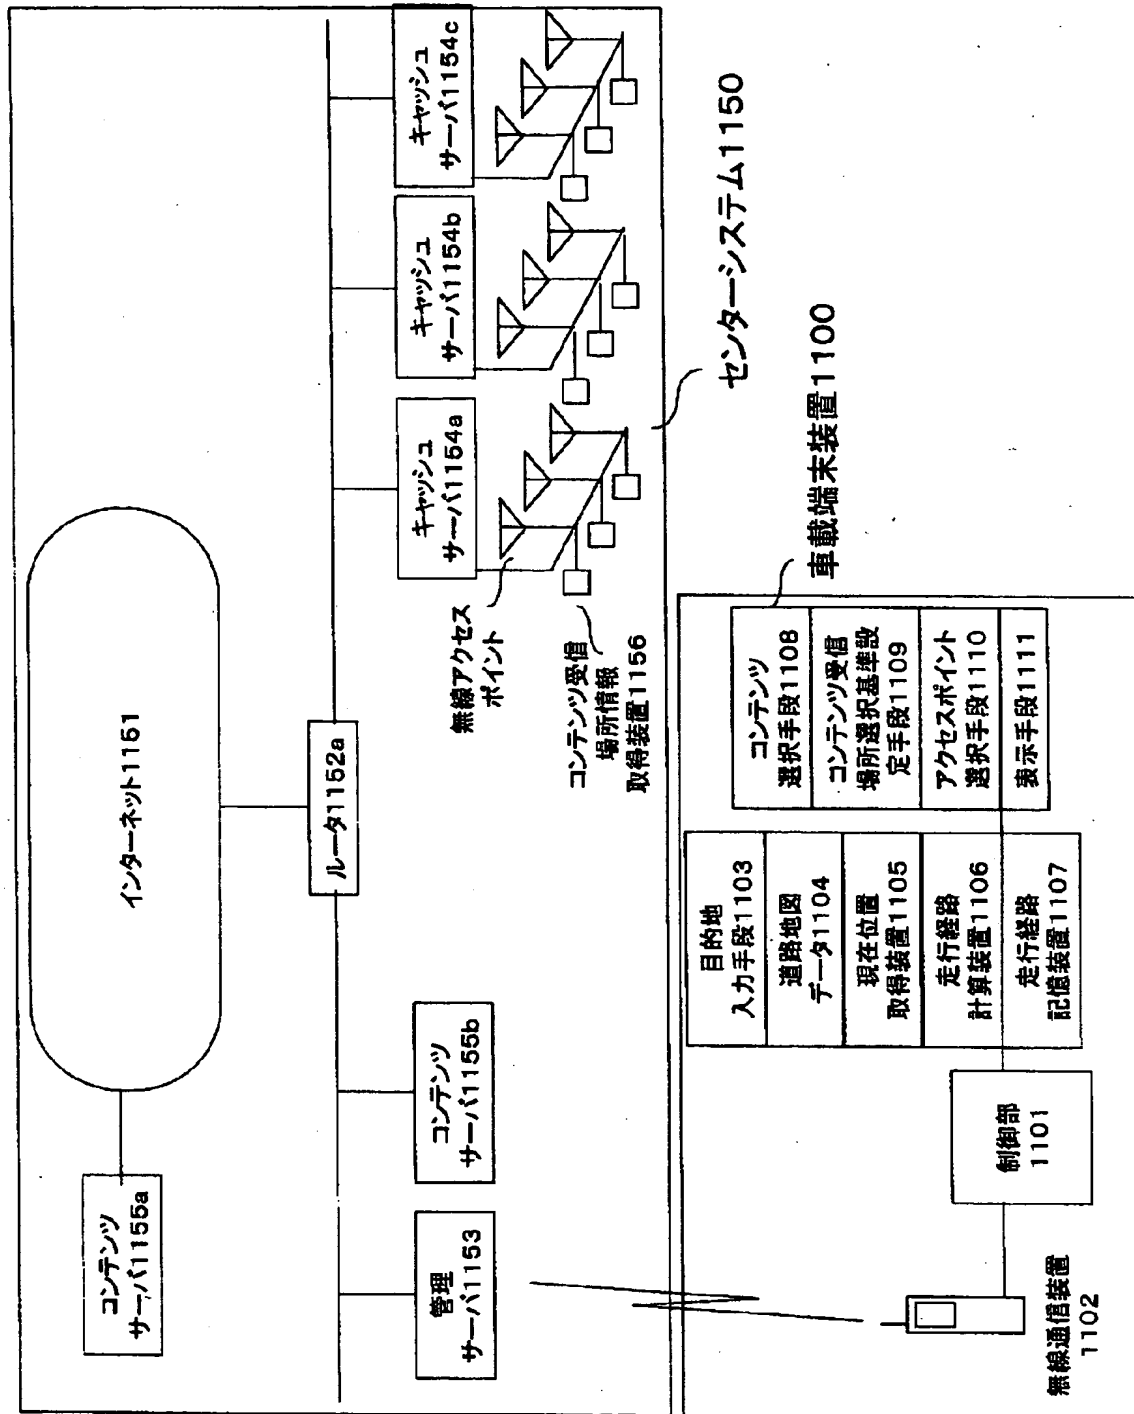 インターネット1151
コンテンツ
サーバ1155a
ルータ1152a
管理
サーバ1153
コンテンツ
サーバ1155b
キャッシュ
サーバ1154a
キャッシュ
サーバ1154b
キャッシュ
サーバ1154c
無線アクセス
ポイント
コンテンツ受信
場所情報
取得装置1156
センターシステム1150
車載端末装置1100
目的地
入力手段1103
道路地図
データ1104
現在位置
取得装置1105
走行経路
計算装置1106
走行経路
記憶装置1107
コンテンツ
選択手段1108
コンテンツ受信
場所選択基準設
定手段1109
アクセスポイント
選択手段1110
表示手段1111
制御部
1101
無線通信装置
1102